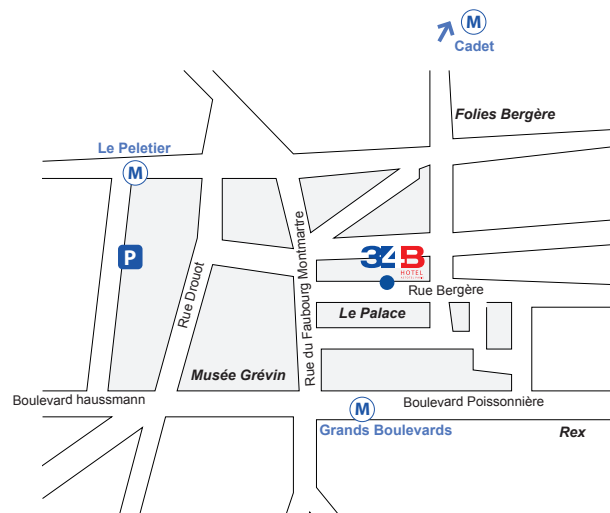 M
Cadet
Folies Bergère
Le Peletier
M
P
34B
HOTEL
Rue Bergère
Rue Drouot
Rue du Faubourg Montmartre
Le Palace
Musée Grévin
Boulevard haussmann
Boulevard Poissonnière
M
Grands Boulevards
Rex